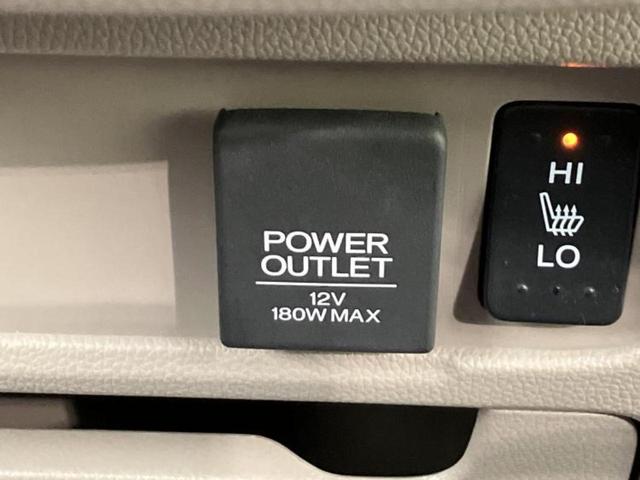 POWER
OUTLET
12V
180W MAX
HI
LO